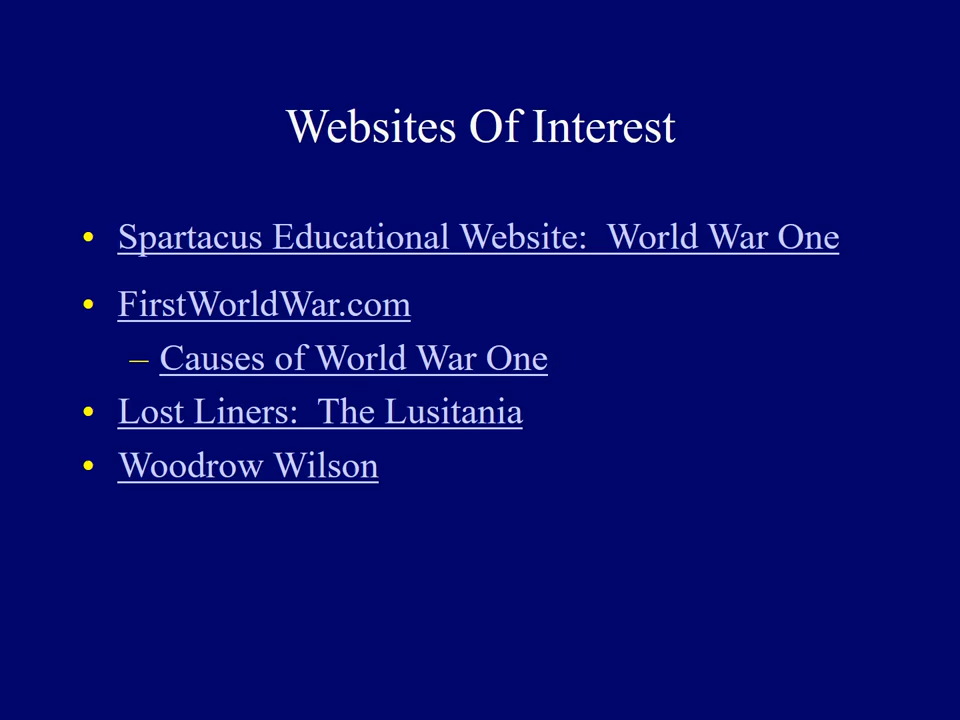 Websites Of Interest
• Spartacus Educational Website:  World War One
• FirstWorldWar.com
– Causes of World War One
• Lost Liners:  The Lusitania
• Woodrow Wilson